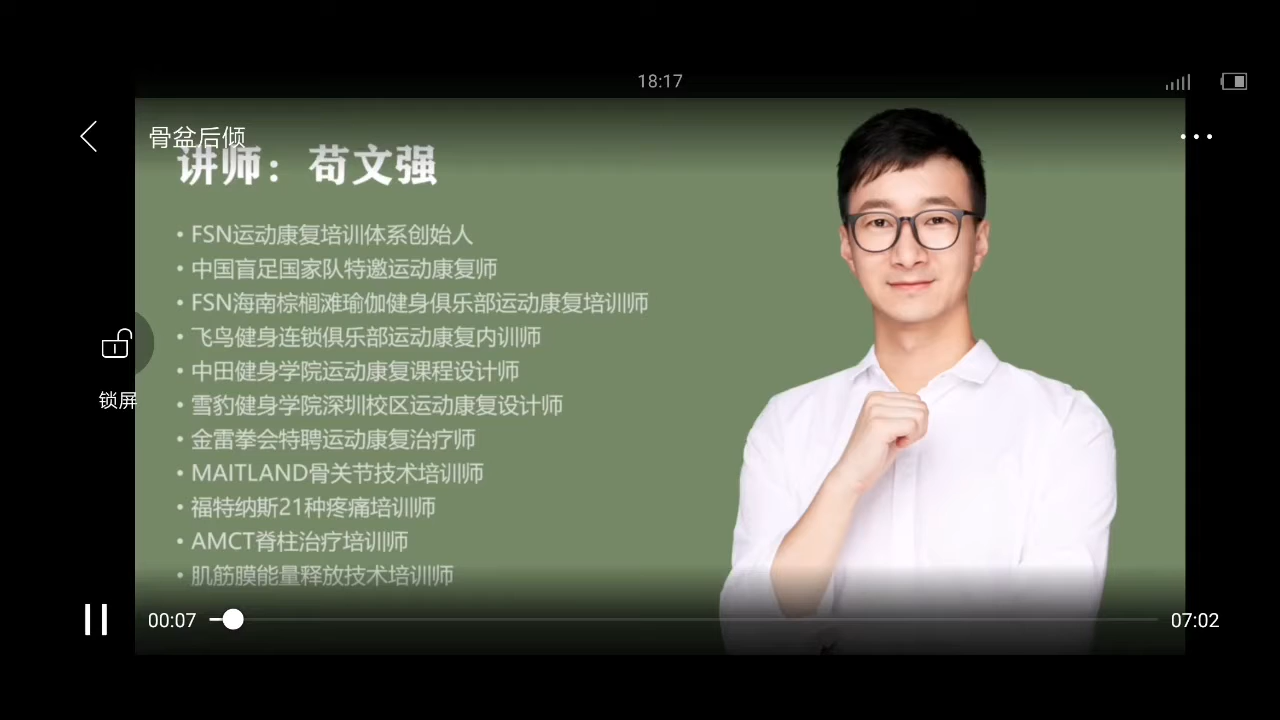 18:17
骨盆后倾
讲师：苟文强
• FSN运动康复培训体系创始人
• 中国盲足国家队特邀运动康复师
• FSN海南棕榈滩瑜伽健身俱乐部运动康复培训师
• 飞鸟健身连锁俱乐部运动康复内训师
• 中田健身学院运动康复课程设计师
• 雪豹健身学院深圳校区运动康复设计师
• 金雷拳会特聘运动康复治疗师
• MAITLAND骨关节技术培训师
• 福特纳斯21种疼痛培训师
• AMCT脊柱治疗培训师
• 肌筋膜能量释放技术培训师
锁屏
00:07
07:02